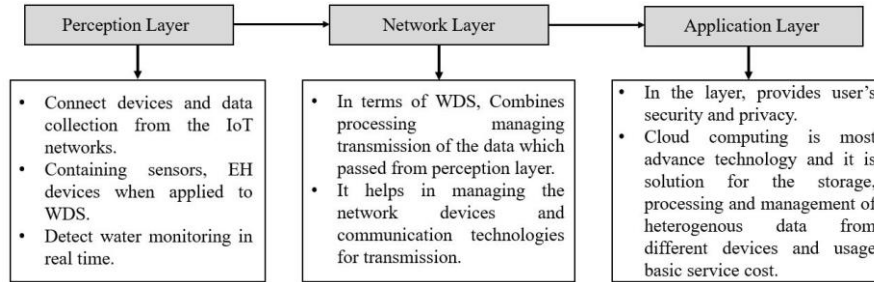 Perception Layer
Network Layer
Application Layer
• Connect devices and data
collection from the IoT
networks.
• Containing sensors, EH
devices when applied to
WDS.
• Detect water monitoring in
real time.
• In terms of WDS, Combines
processing managing
transmission of the data which
passed from perception layer.
• It helps in managing the
network devices and
communication technologies
for transmission.
• In the layer, provides user's
security and privacy.
• Cloud computing is most
advance technology and it is
solution for the storage,
processing and management of
heterogenous data from
different devices and usage
basic service cost.